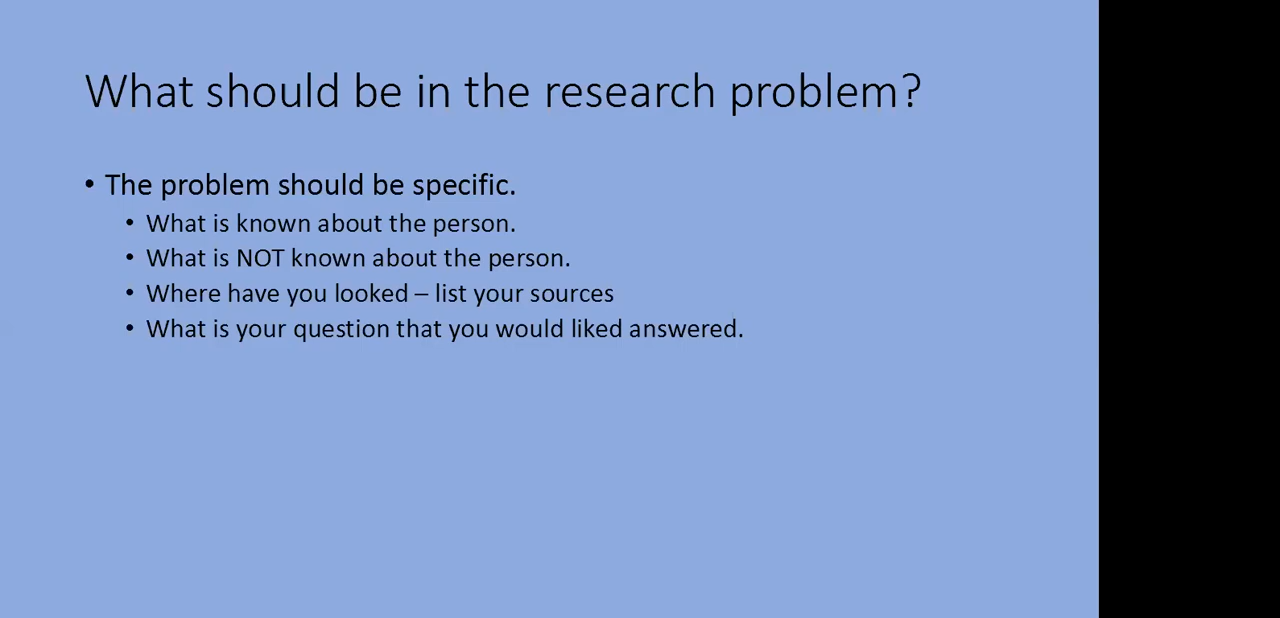 What should be in the research problem?
• The problem should be specific.
• What is known about the person.
• What is NOT known about the person.
• Where have you looked – list your sources
• What is your question that you would liked answered.